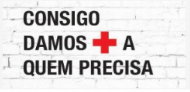 CONSIGO
DAMOS + A
QUEM PRECISA